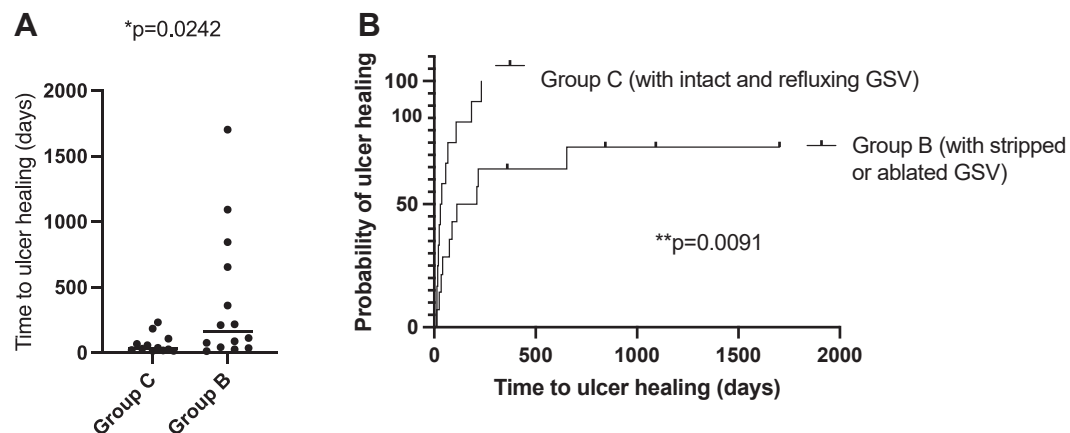 A
*p=0.0242
Time to ulcer healing (days)
2000
1500
1000
500
0
Group C
Group B
B
Probability of ulcer healing
100
100
50
0
Group C (with intact and refluxing GSV)
Group B (with stripped
or ablated GSV)
**p=0.0091
0
500
1000
1500
2000
Time to ulcer healing (days)